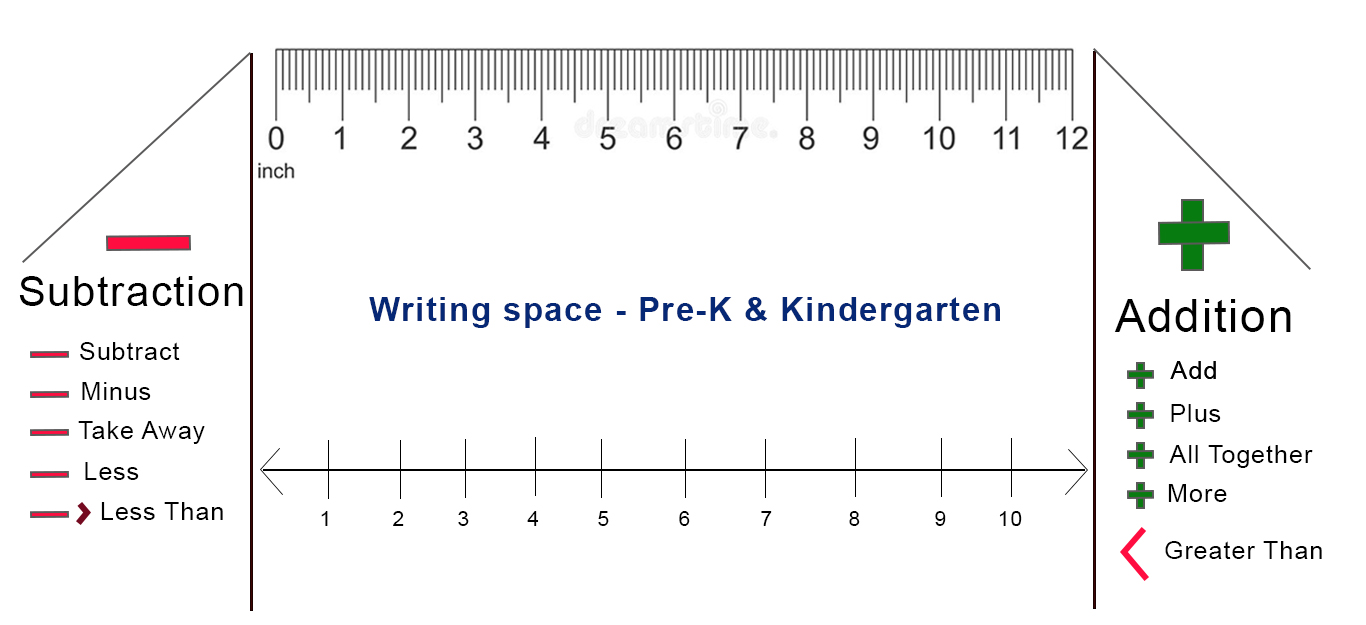 0 1 2 3 4 5 6 7 8 9 10 11 12
inch
dreamstime.
Subtraction
Subtract
Minus
Take Away
Less
Less Than
Writing space - Pre-K & Kindergarten
1 2 3 4 5 6 7 8 9 10
Addition
Add
Plus
All Together
More
Greater Than